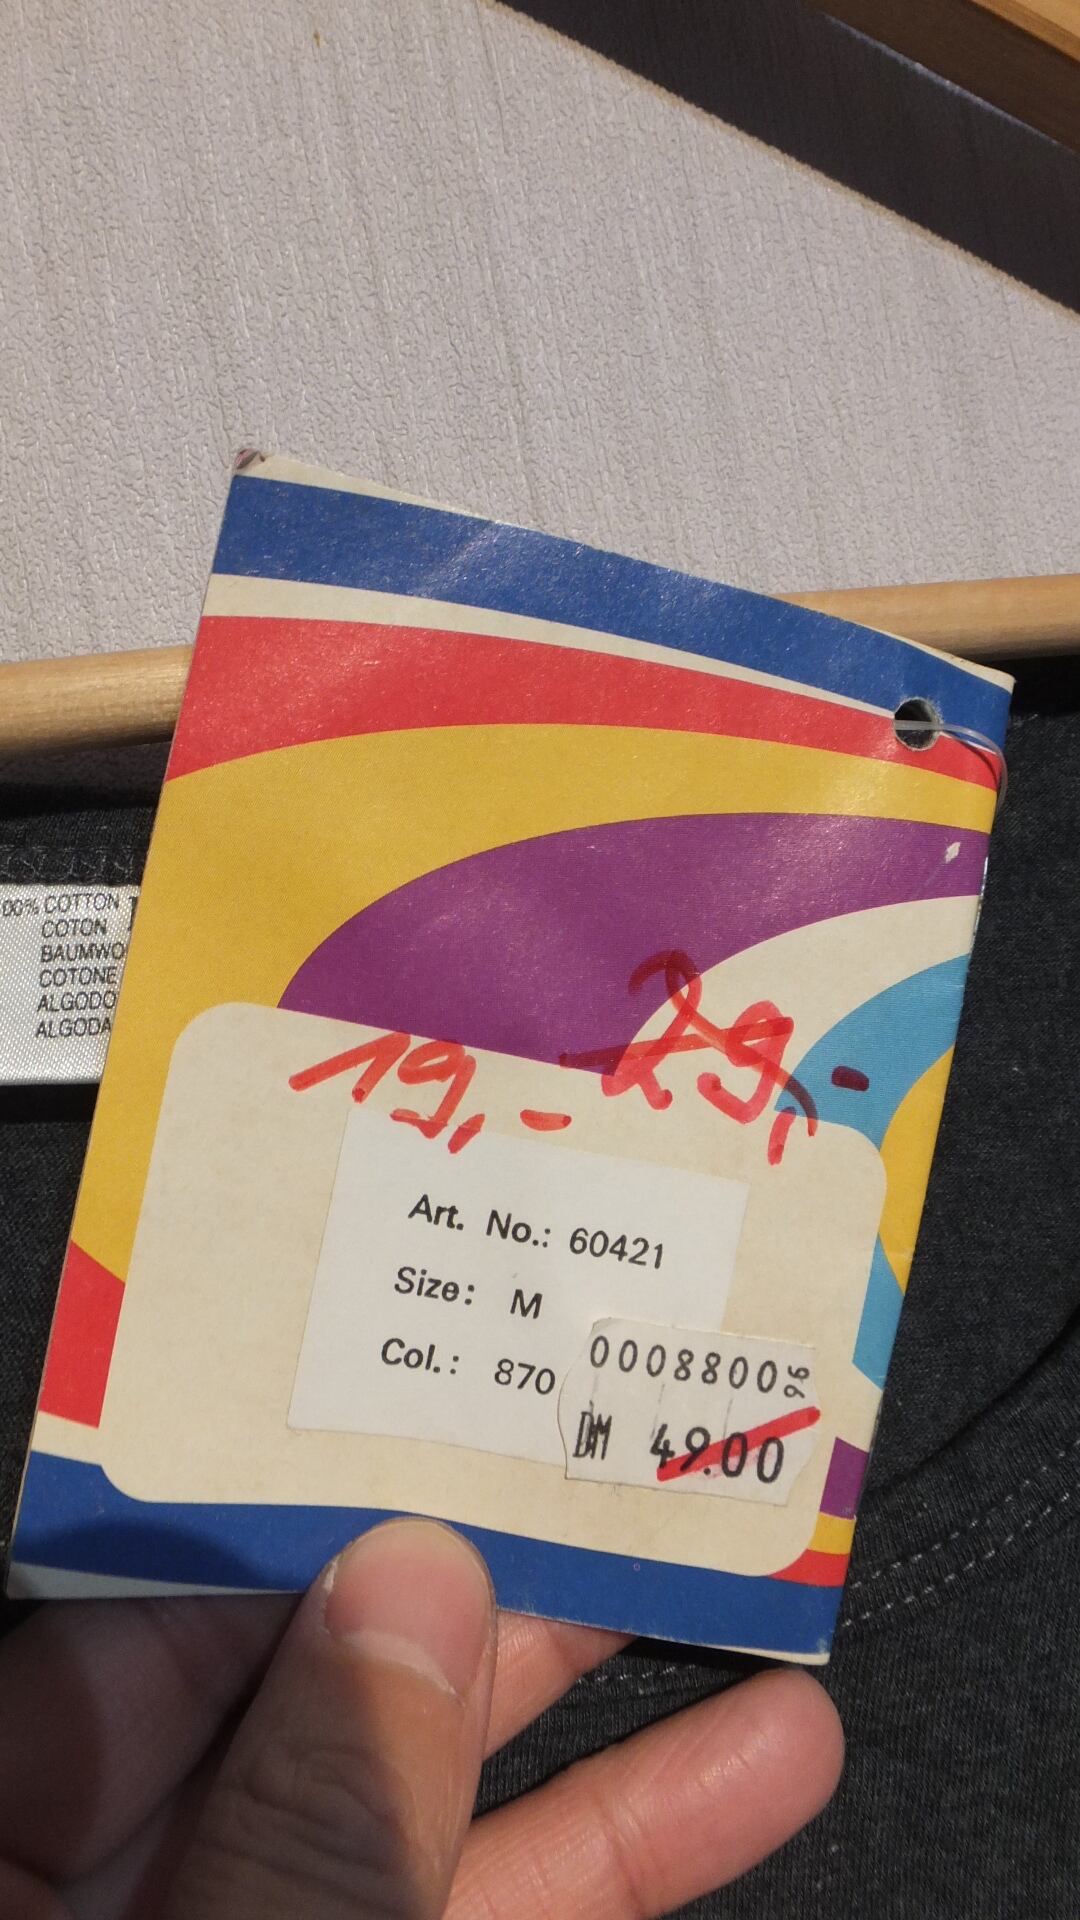 00% COTTON
COTON
BAUMWO
COTONE
ALGODO
ALGODA
19,- 29,-
Art. No.: 60421
Size: M
Col.: 870
0008800 96
DM 49.00